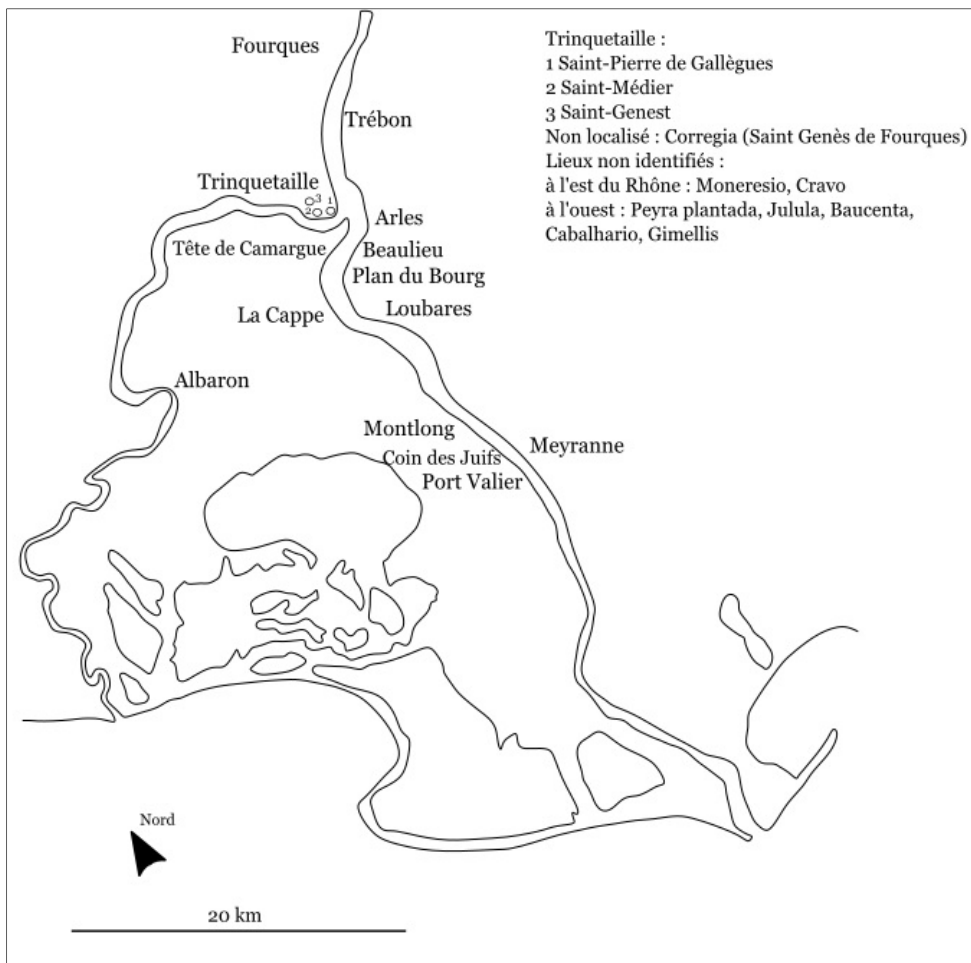 Fourques
Trinquetaille :
1 Saint-Pierre de Gallègues
2 Saint-Médier
3 Saint-Genest
Non localisé : Corregia (Saint Genès de Fourques)
Lieux non identifiés :
à l'est du Rhône : Moneresio, Cravo
à l'ouest : Peyra plantada, Julula, Baucenta,
Cabalhario, Gimellis
Trébon
Trinquetaille
3
1
2
Arles
Tête de Camargue
Beaulieu
Plan du Bourg
La Cappe
Loubares
Albaron
Montlong
Meyranne
Coin des Juifs
Port Valier
Nord
20 km